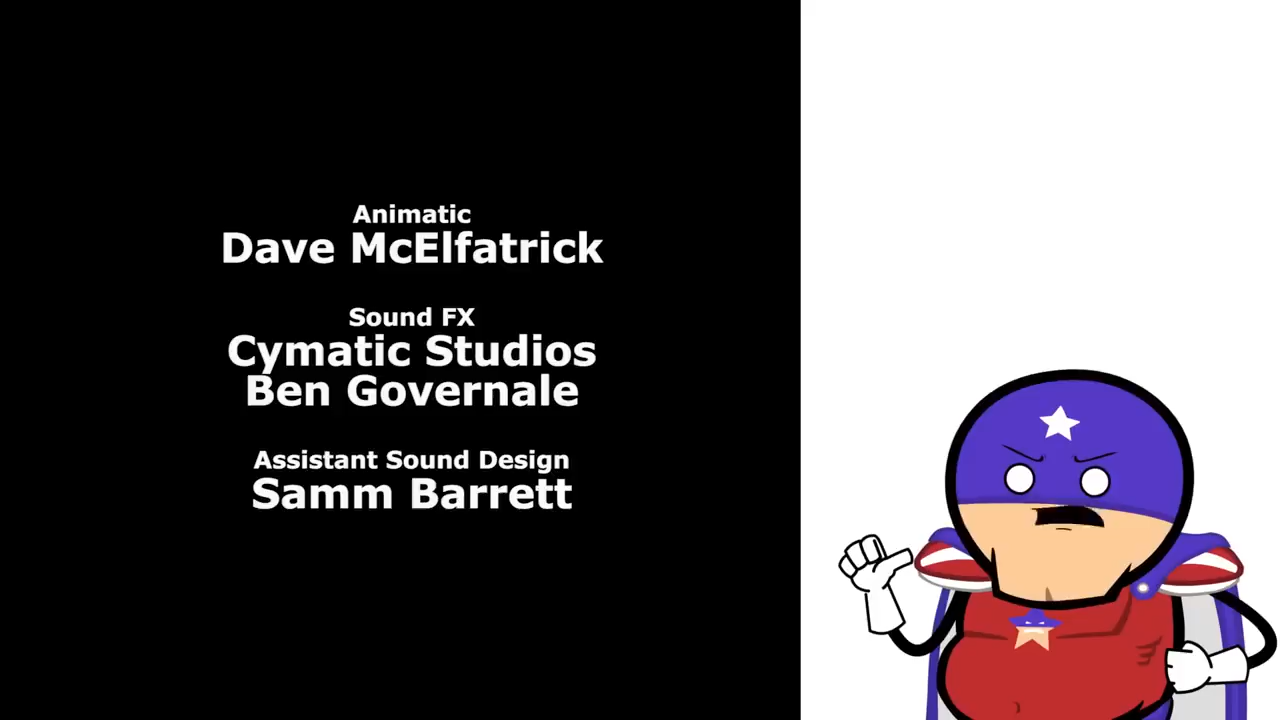 Animatic
Dave McElfatrick
Sound FX
Cymatic Studios
Ben Governale
Assistant Sound Design
Samm Barrett